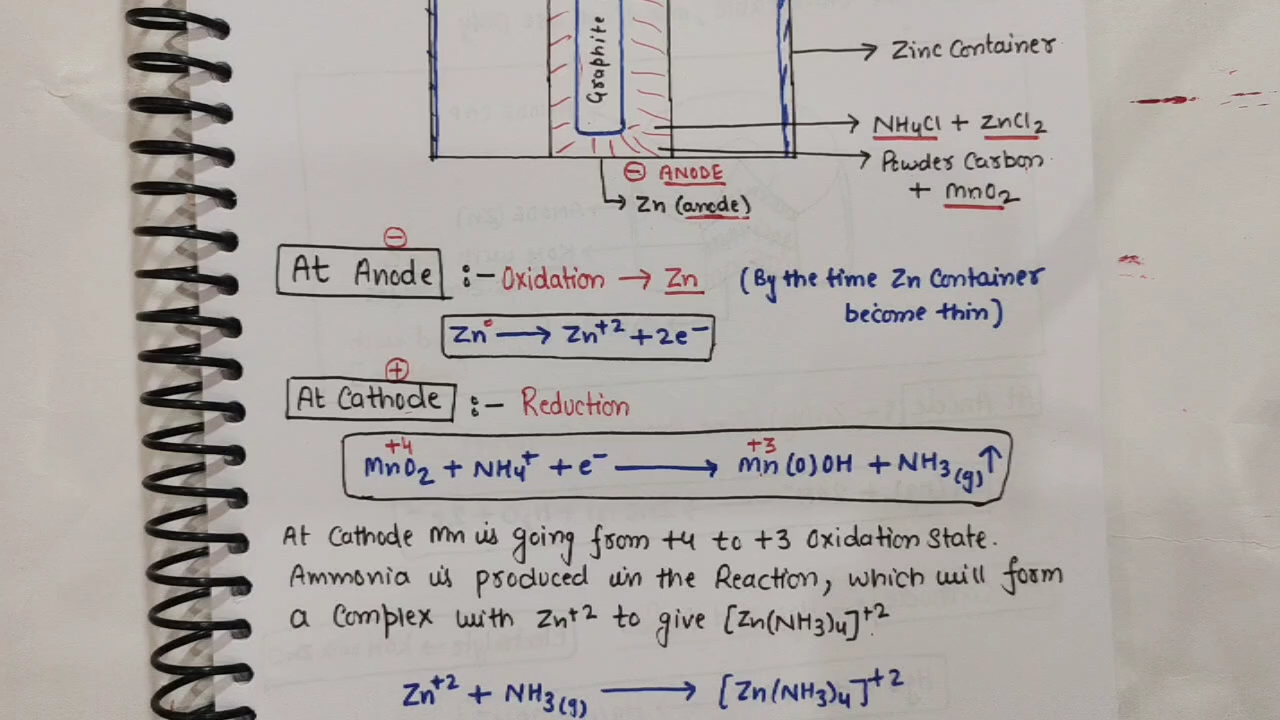 Graphite
Zinc Container
NH4Cl + ZnCl2
Powder Carbon
+ MnO2
⊖ ANODE
Zn (anode)
⊖
At Anode :- Oxidation → Zn (By the time Zn Container
become thin)
Zn° → Zn+2 + 2e-
⊕
At Cathode :- Reduction
+4 +3
MnO2 + NH4+ + e- → Mn(O)OH + NH3(g)↑
At Cathode Mn is going from +4 to +3 Oxidation State.
Ammonia is produced in the Reaction, which will form
a Complex with Zn+2 to give [Zn(NH3)4]+2.
Zn+2 + NH3(g) → [Zn(NH3)4]+2